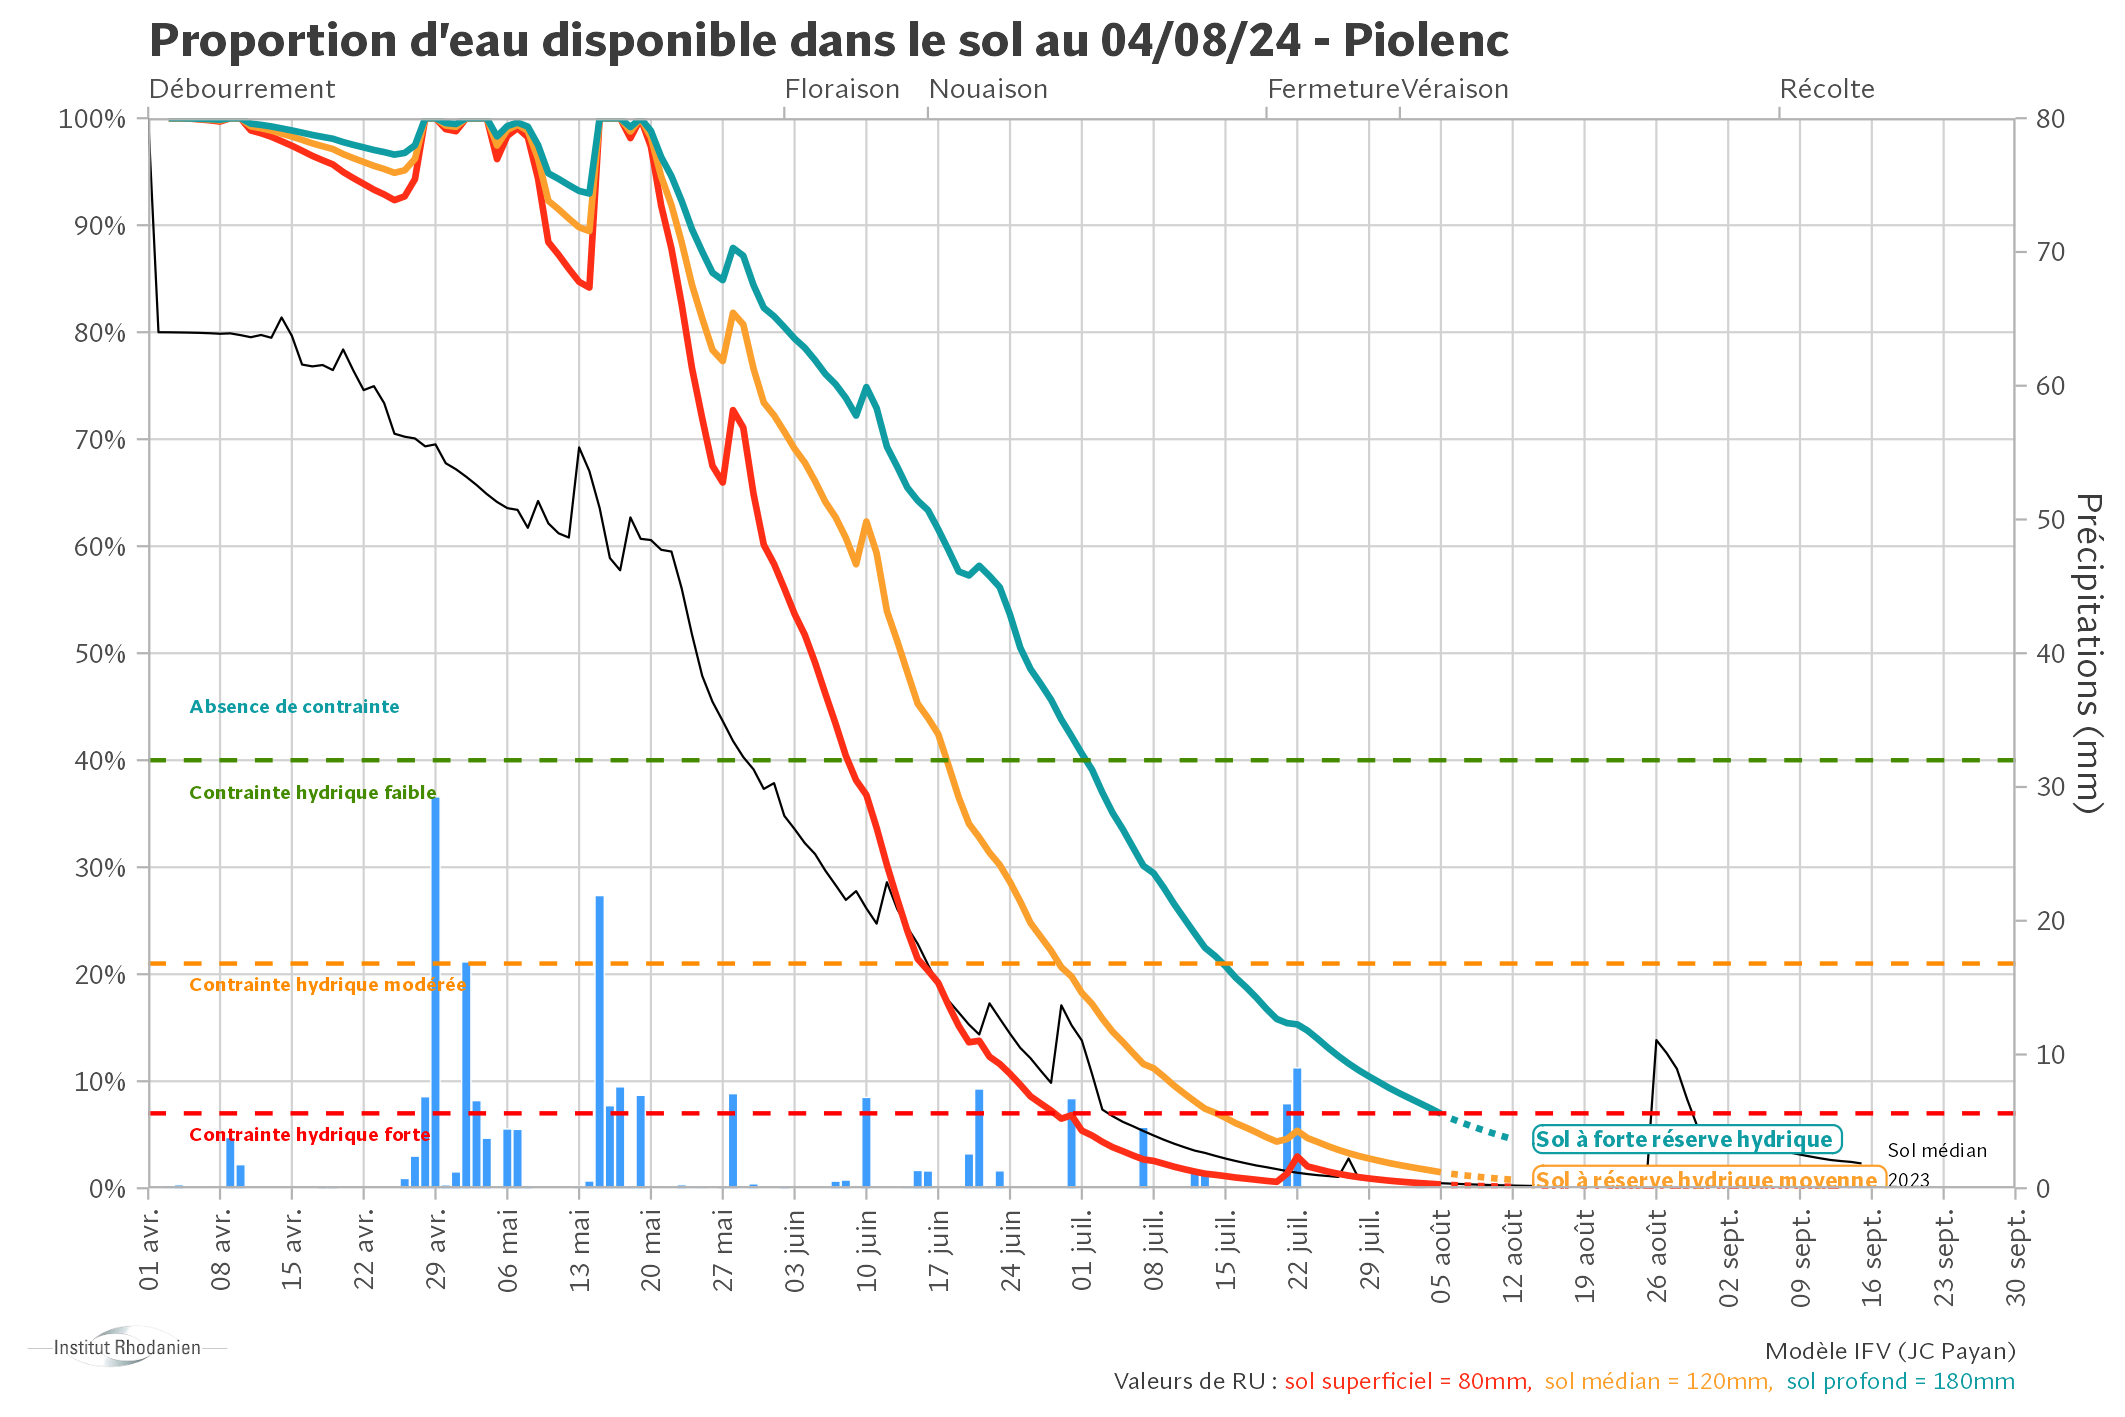 Proportion d'eau disponible dans le sol au 04/08/24 - Piolenc
Débourrement Floraison Nouaison Fermeture Véraison Récolte
100%
90%
80%
70%
60%
50%
40%
30%
20%
10%
0%
80
70
60
50
40
30
20
10
0
Précipitations (mm)
Absence de contrainte
Contrainte hydrique faible
Contrainte hydrique modérée
Contrainte hydrique forte
Sol à forte réserve hydrique
Sol à réserve hydrique moyenne
Sol médian
2023
01 avr.
08 avr.
15 avr.
22 avr.
29 avr.
06 mai
13 mai
20 mai
27 mai
03 juin
10 juin
17 juin
24 juin
01 juil.
08 juil.
15 juil.
22 juil.
29 juil.
05 août
12 août
19 août
26 août
02 sept.
09 sept.
16 sept.
23 sept.
30 sept.
Institut Rhodanien
Modèle IFV (JC Payan)
Valeurs de RU : sol superficiel = 80mm, sol médian = 120mm, sol profond = 180mm